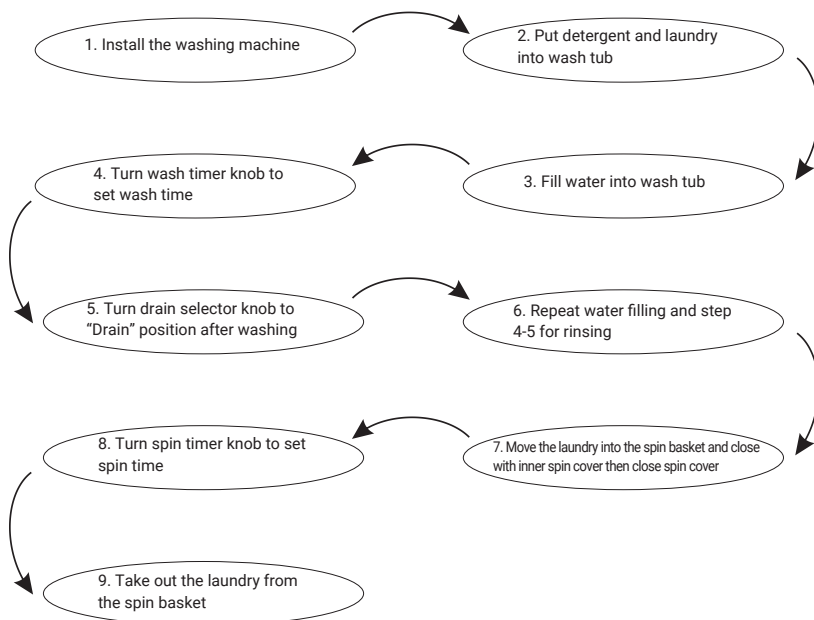 1. Install the washing machine
2. Put detergent and laundry
into wash tub
3. Fill water into wash tub
4. Turn wash timer knob to
set wash time
5. Turn drain selector knob to
“Drain” position after washing
6. Repeat water filling and step
4-5 for rinsing
7. Move the laundry into the spin basket and close
with inner spin cover then close spin cover
8. Turn spin timer knob to set
spin time
9. Take out the laundry from
the spin basket